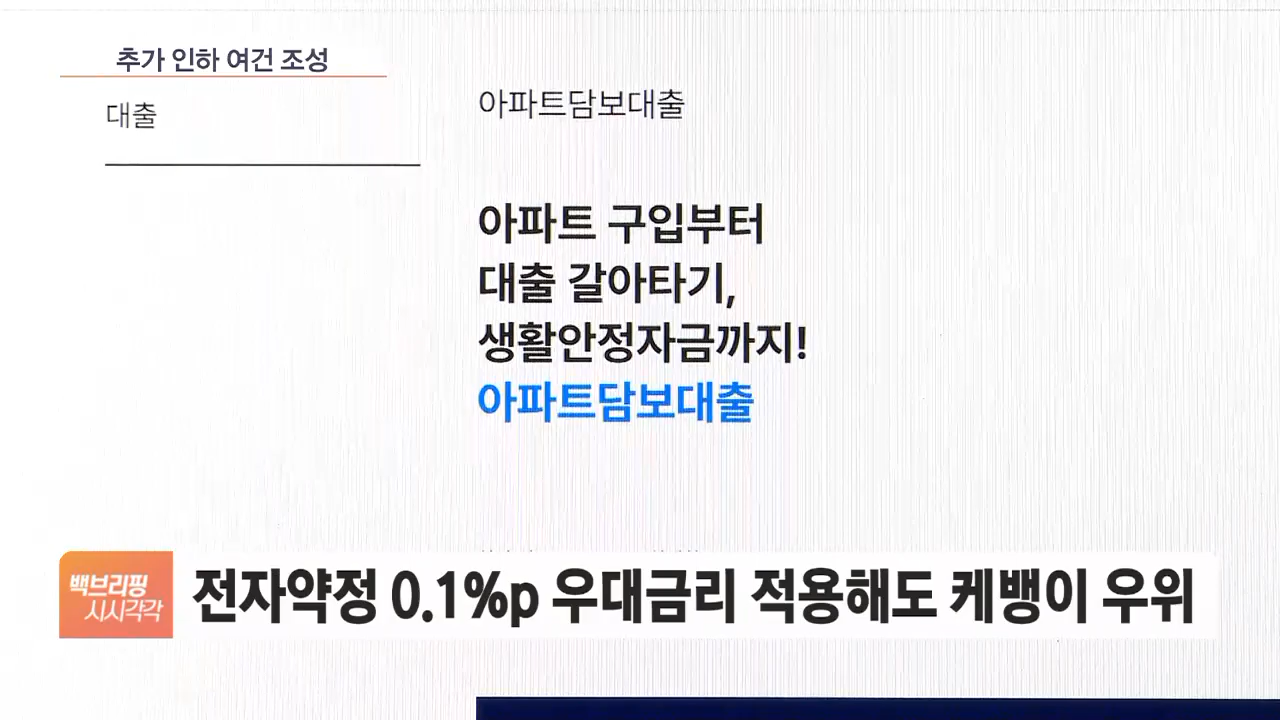 추가 인하 여건 조성
대출
아파트담보대출
아파트 구입부터
대출 갈아타기,
생활안정자금까지!
아파트담보대출
백브리핑
시시각각
전자약정 0.1%p 우대금리 적용해도 케뱅이 우위